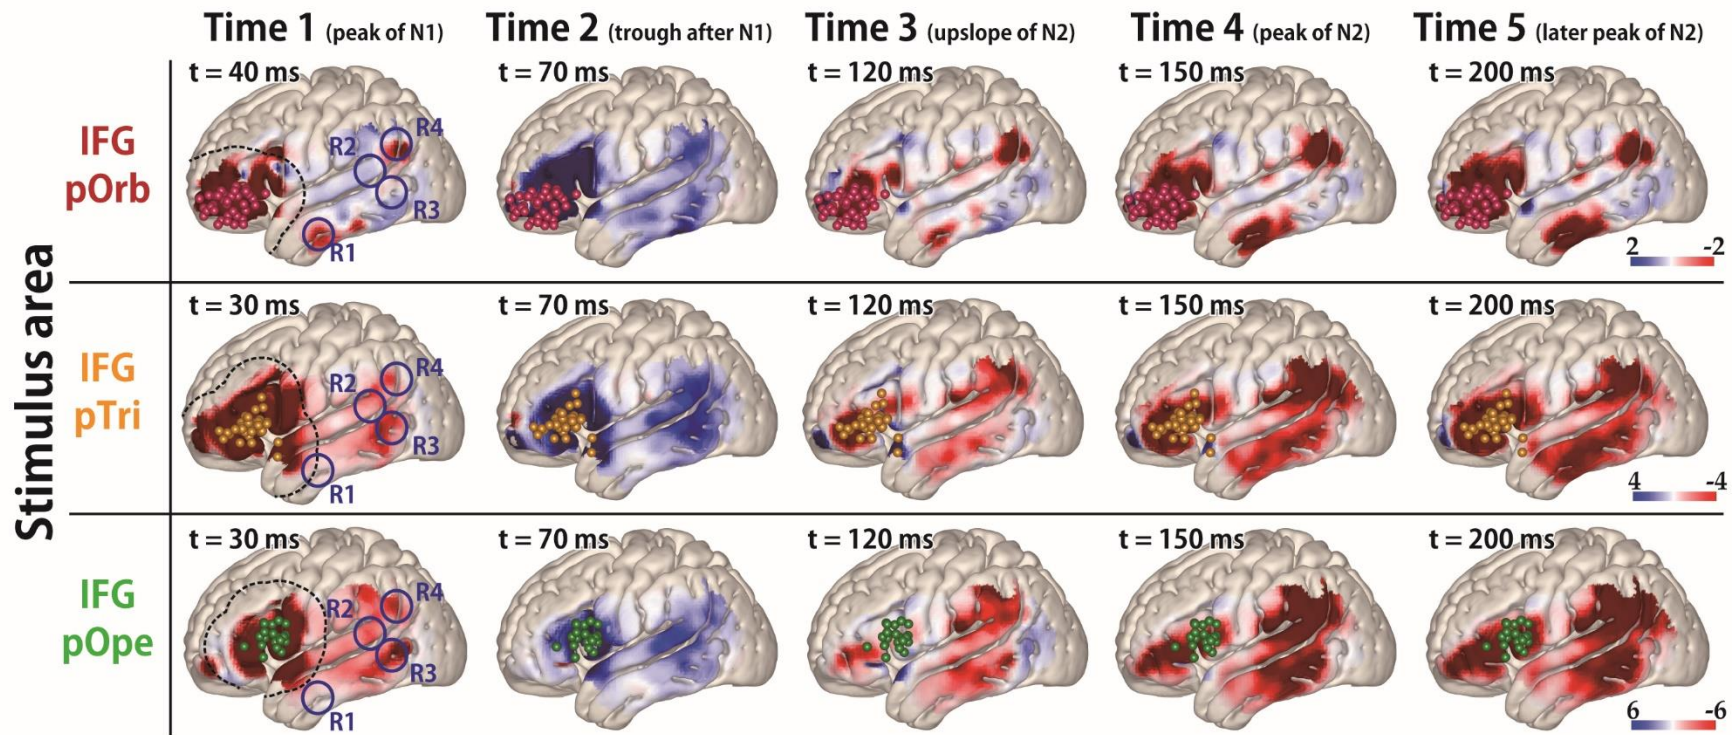 Time 1 (peak of N1)
Time 2 (trough after N1)
Time 3 (upslope of N2)
Time 4 (peak of N2)
Time 5 (later peak of N2)
Stimulus area
IFG
pOrb
t = 40 ms
R2
R4
R3
R1
t = 70 ms
t = 120 ms
t = 150 ms
t = 200 ms
2 -2
IFG
pTri
t = 30 ms
R2
R4
R3
R1
t = 70 ms
t = 120 ms
t = 150 ms
t = 200 ms
4 -4
IFG
pOpe
t = 30 ms
R2
R4
R3
R1
t = 70 ms
t = 120 ms
t = 150 ms
t = 200 ms
6 -6